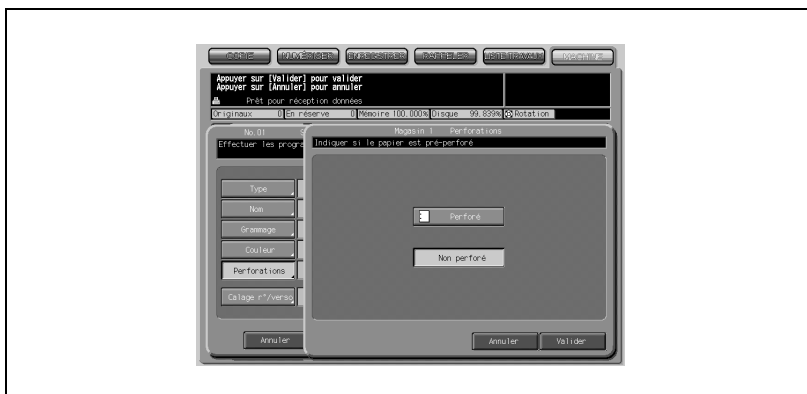 COPIE NUMÉRISER ENREGISTRER RAPPELER LISTE TRAVAUX MACHINE
Appuyer sur [Valider] pour valider
Appuyer sur [Annuler] pour annuler
Prêt pour réception données
Originaux 0 En réserve 0 Mémoire 100.000% Disque 99.839% Rotation
No.01 S Magasin 1 Perforations
Effectuer les progra Indiquer si le papier est pré-perforé
Type
Nom
Perforé
Grammage
Couleur
Non perforé
Perforations
Calage r°/verso
Annuler Annuler Valider